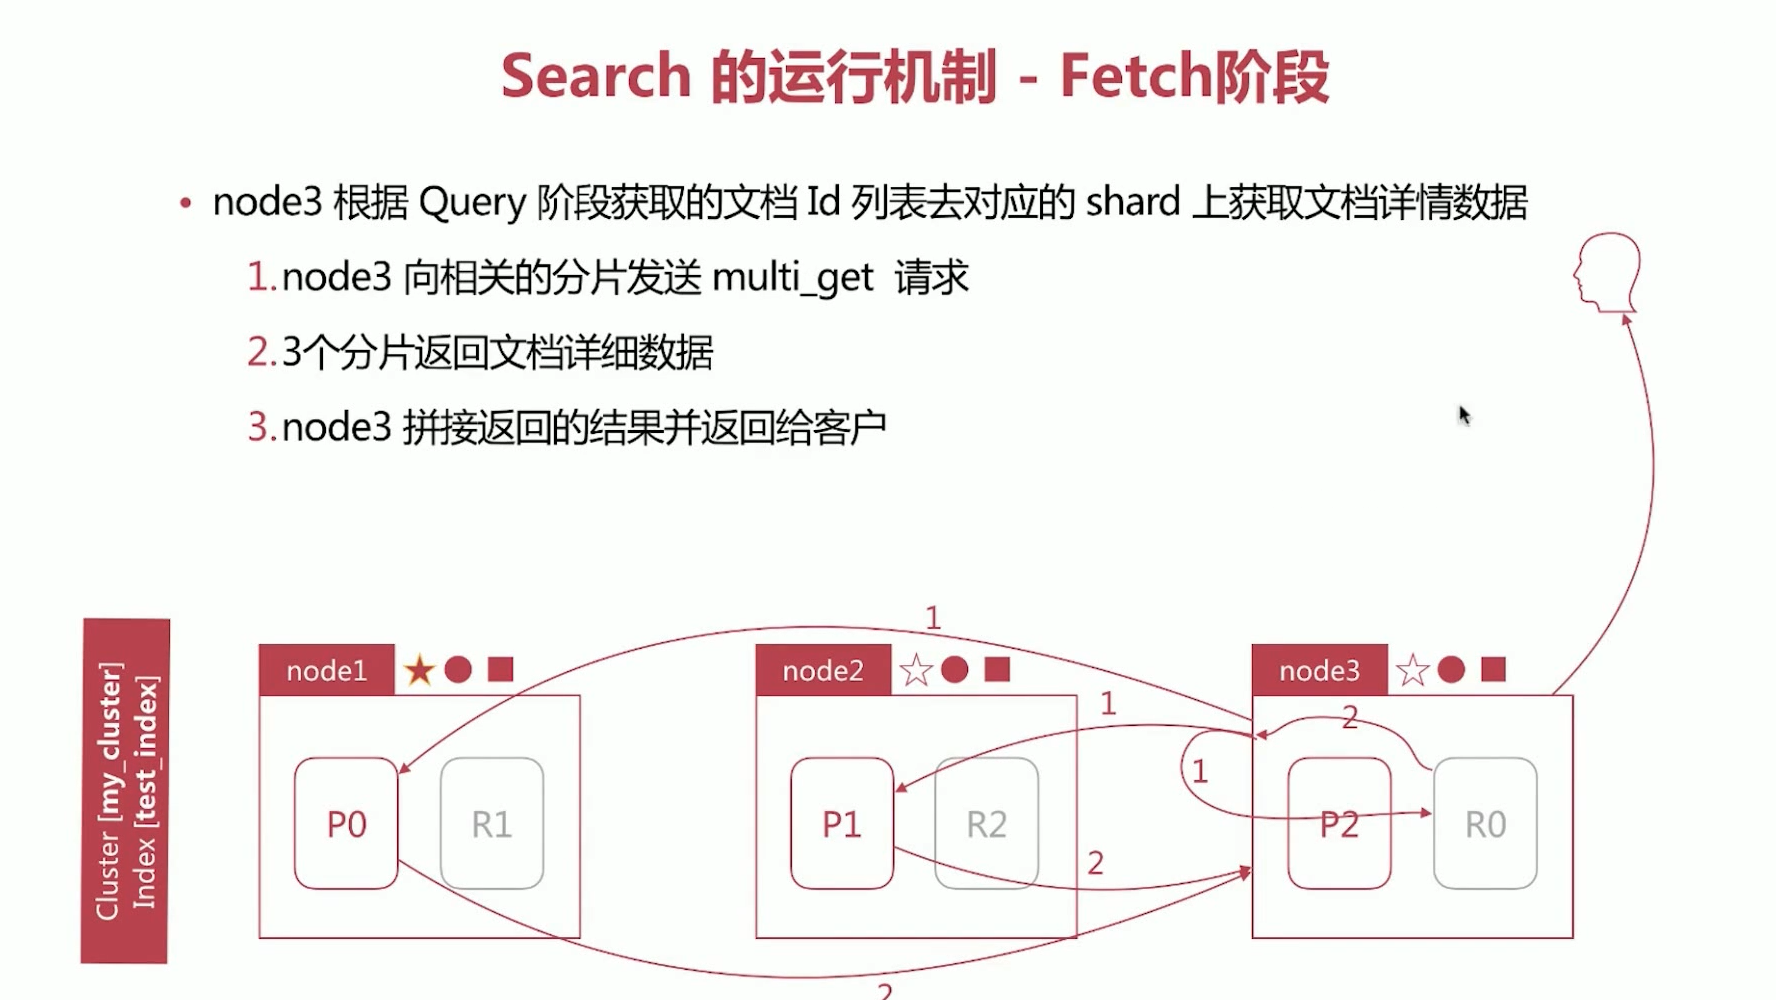 Search 的运行机制 - Fetch阶段
• node3 根据 Query 阶段获取的文档 Id 列表去对应的 shard 上获取文档详情数据
1.node3 向相关的分片发送 multi_get 请求
2.3个分片返回文档详细数据
3.node3 拼接返回的结果并返回给客户
Cluster [my_cluster]
Index [test_index]
1
node1
node2
node3
1
2
1
P0
R1
P1
R2
P2
R0
2
2